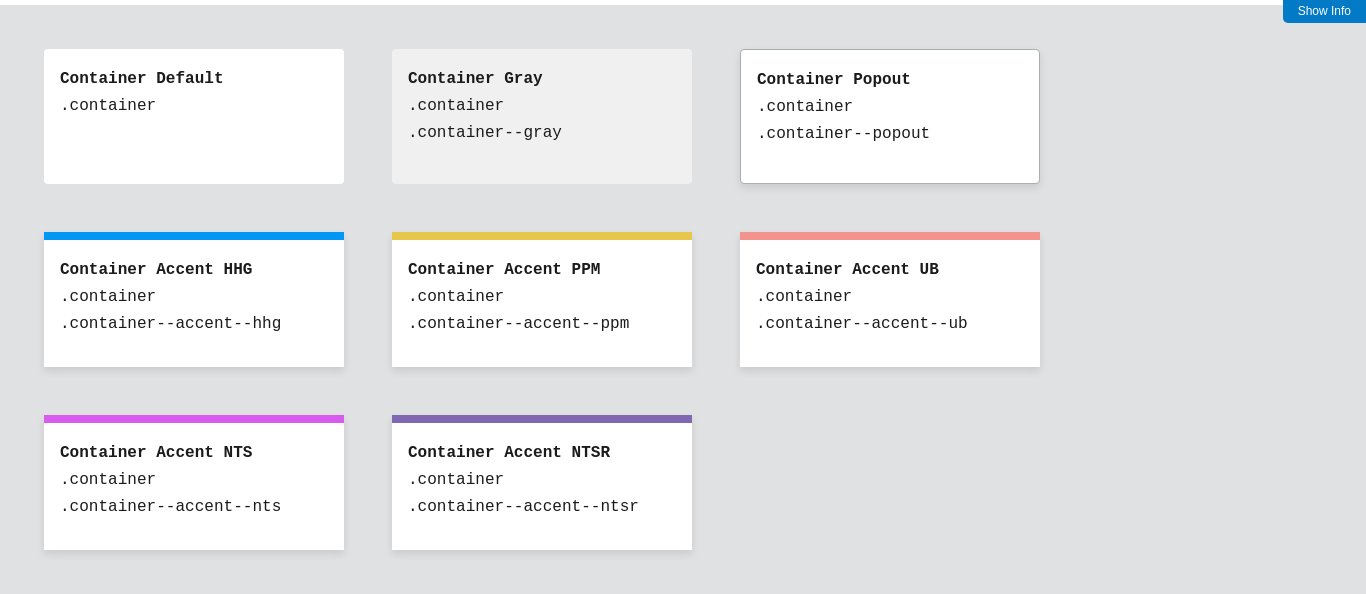 Show Info
Container Default
.container
Container Gray
.container
.container--gray
Container Popout
.container
.container--popout
Container Accent HHG
.container
.container--accent--hhg
Container Accent PPM
.container
.container--accent--ppm
Container Accent UB
.container
.container--accent--ub
Container Accent NTS
.container
.container--accent--nts
Container Accent NTSR
.container
.container--accent--ntsr